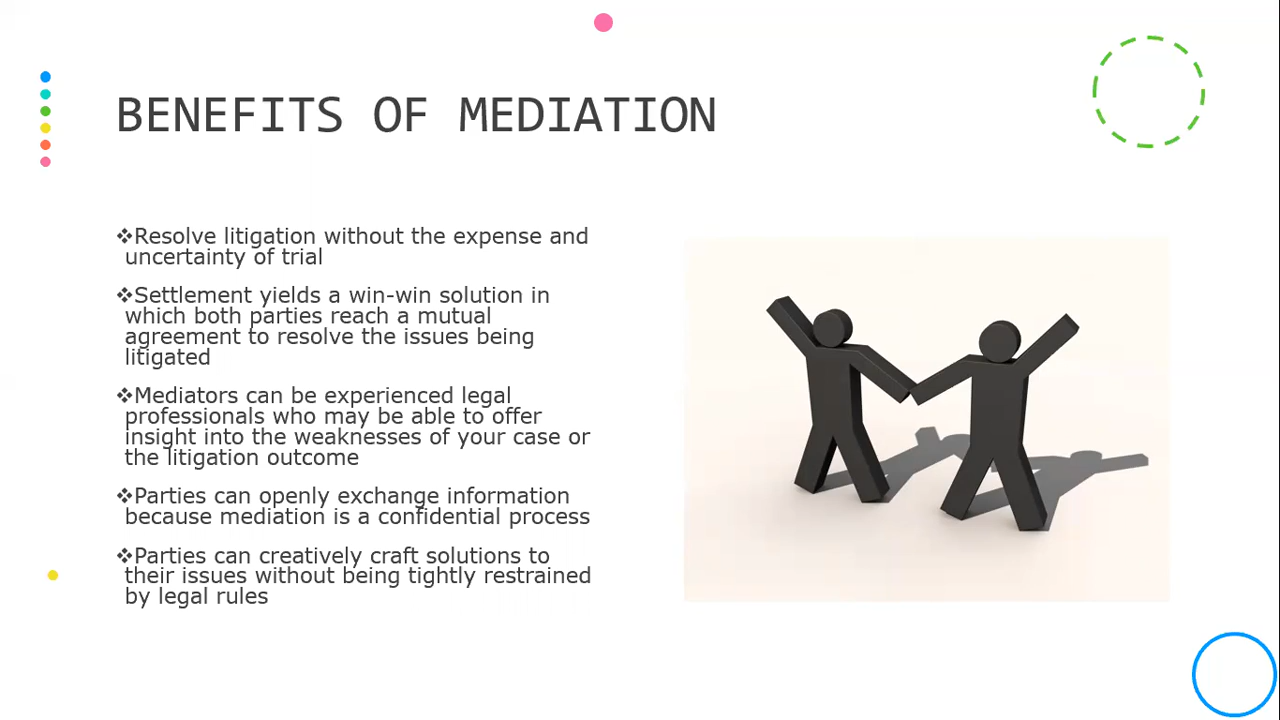 BENEFITS OF MEDIATION
❖Resolve litigation without the expense and
uncertainty of trial
❖Settlement yields a win-win solution in
which both parties reach a mutual
agreement to resolve the issues being
litigated
❖Mediators can be experienced legal
professionals who may be able to offer
insight into the weaknesses of your case or
the litigation outcome
❖Parties can openly exchange information
because mediation is a confidential process
❖Parties can creatively craft solutions to
their issues without being tightly restrained
by legal rules